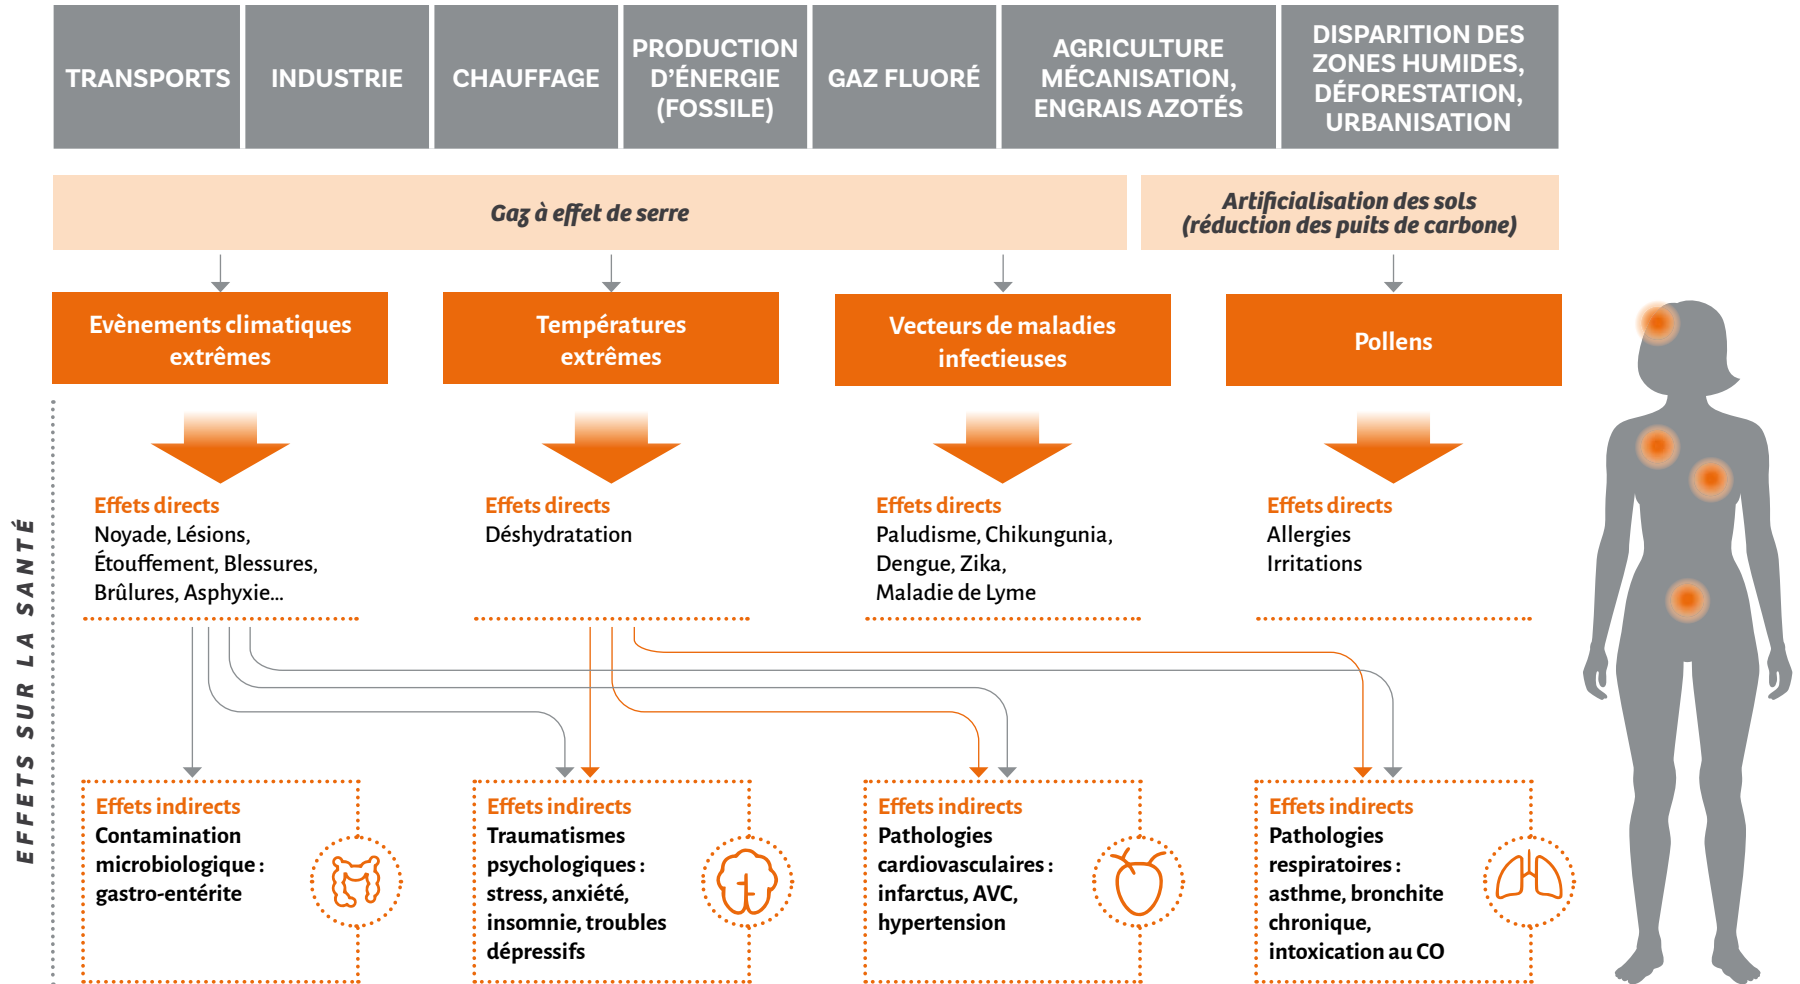 TRANSPORTS
INDUSTRIE
CHAUFFAGE
PRODUCTION
D'ÉNERGIE
(FOSSILE)
GAZ FLUORÉ
AGRICULTURE
MÉCANISATION,
ENGRAIS AZOTÉS
DISPARITION DES
ZONES HUMIDES,
DÉFORESTATION,
URBANISATION
Gaz à effet de serre
Artificialisation des sols
(réduction des puits de carbone)
Evènements climatiques
extrêmes
Températures
extrêmes
Vecteurs de maladies
infectieuses
Pollens
EFFETS SUR LA SANTÉ
Effets directs
Noyade, Lésions,
Étouffement, Blessures,
Brûlures, Asphyxie...
Effets directs
Déshydratation
Effets directs
Paludisme, Chikungunia,
Dengue, Zika,
Maladie de Lyme
Effets directs
Allergies
Irritations
Effets indirects
Contamination
microbiologique :
gastro-entérite
Effets indirects
Traumatismes
psychologiques :
stress, anxiété,
insomnie, troubles
dépressifs
Effets indirects
Pathologies
cardiovasculaires :
infarctus, AVC,
hypertension
Effets indirects
Pathologies
respiratoires :
asthme, bronchite
chronique,
intoxication au CO